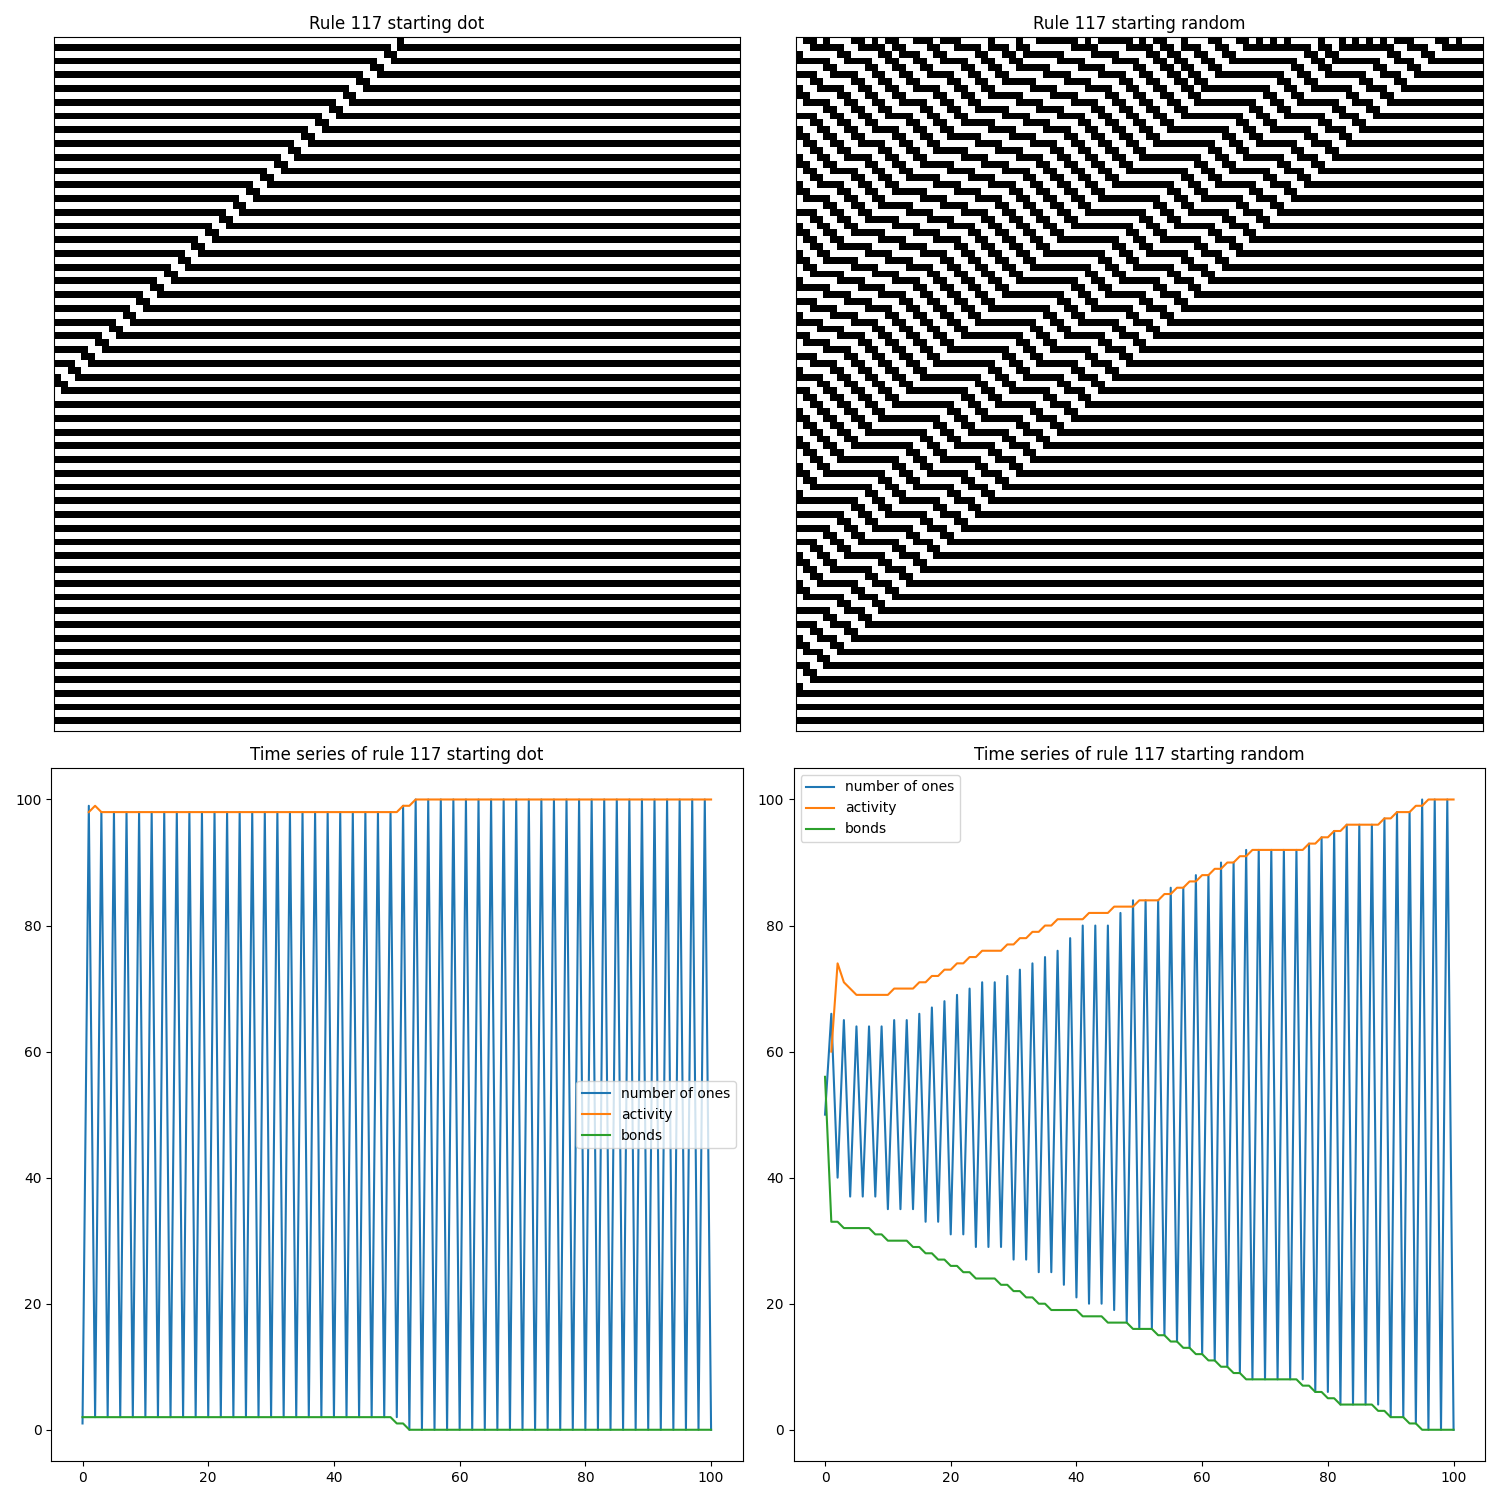 Rule 117 starting dot
Rule 117 starting random
Time series of rule 117 starting dot
100
80
60
40
20
0
0
20
40
60
80
100
number of ones
activity
bonds
Time series of rule 117 starting random
100
80
60
40
20
0
0
20
40
60
80
100
number of ones
activity
bonds